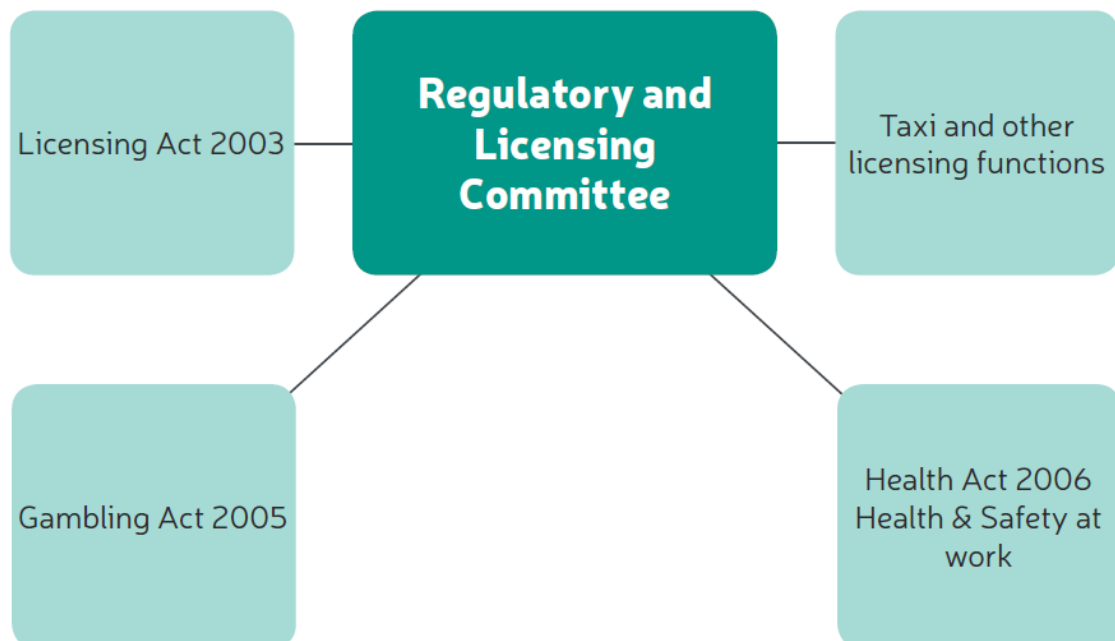 Licensing Act 2003
Regulatory and
Licensing
Committee
Taxi and other
licensing functions
Gambling Act 2005
Health Act 2006
Health & Safety at
work